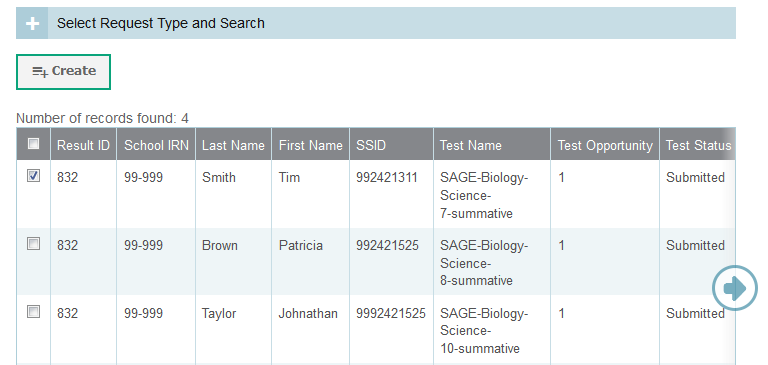 Select Request Type and Search
Create
Number of records found: 4
Result ID School IRN Last Name First Name SSID Test Name Test Opportunity Test Status
832 99-999 Smith Tim 992421311 SAGE-Biology- 1 Submitted
Science-
7-summative
832 99-999 Brown Patricia 992421525 SAGE-Biology- 1 Submitted
Science-
8-summative
832 99-999 Taylor Johnathan 9992421525 SAGE-Biology- 1 Submitted
Science-
10-summative